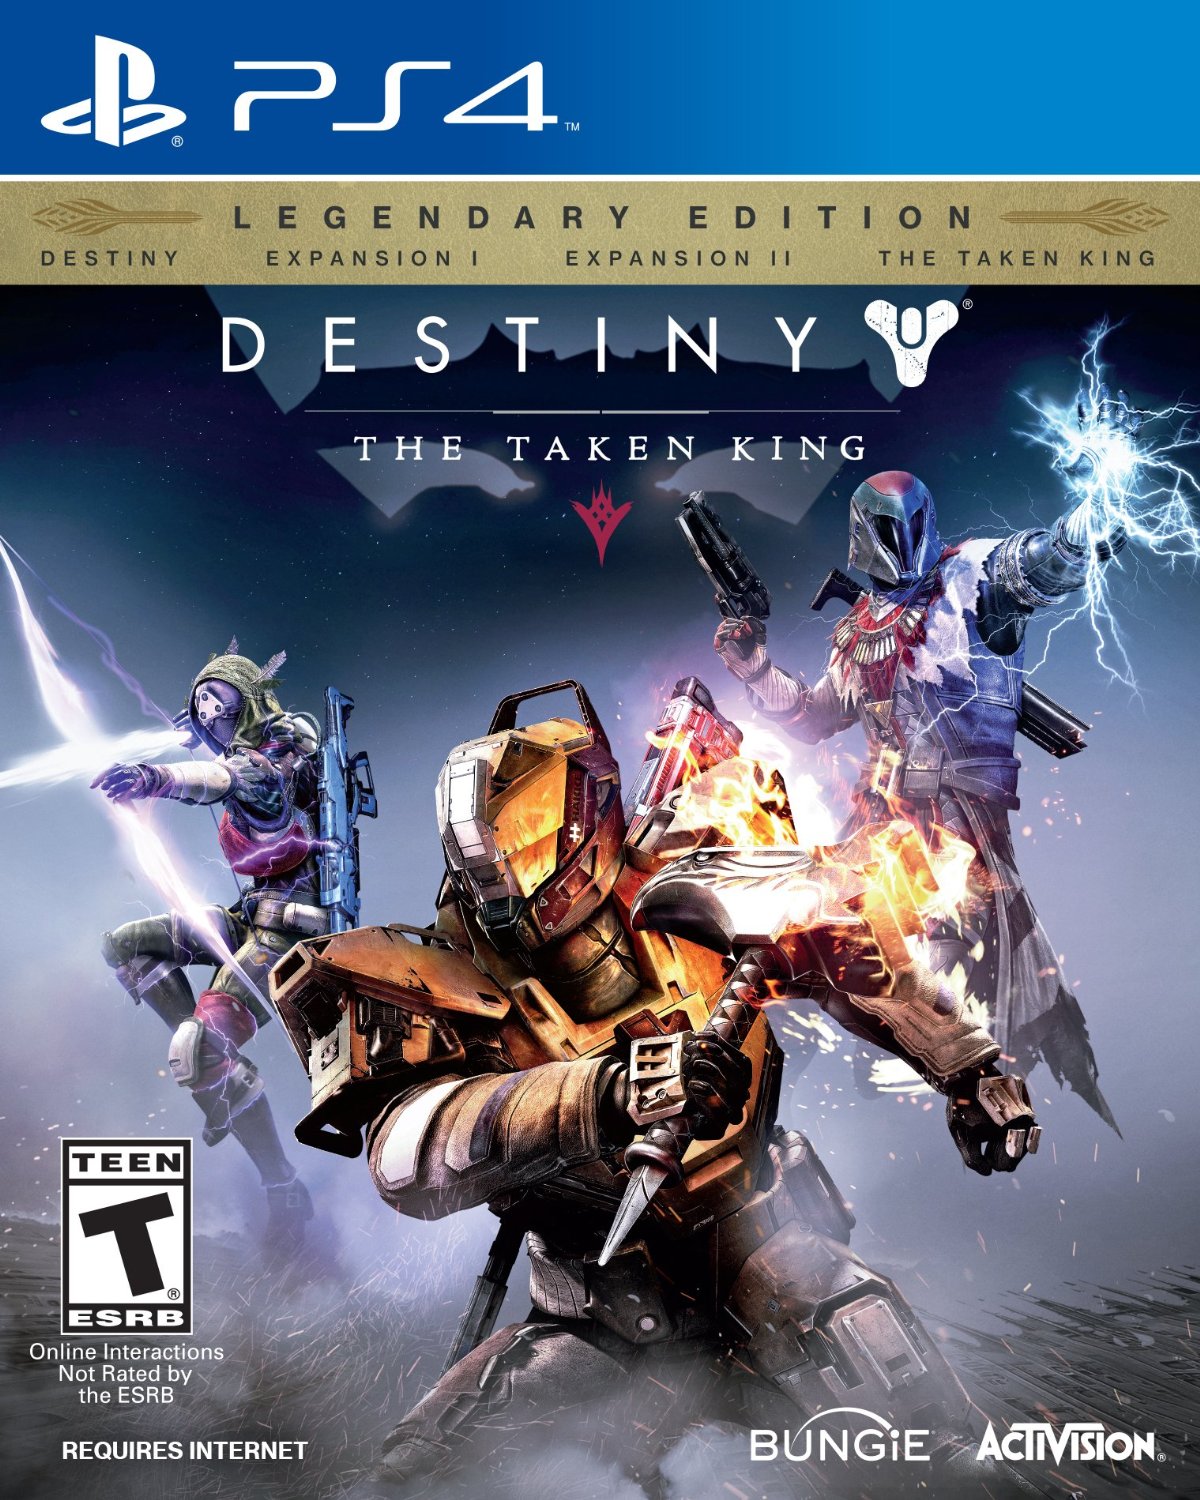 PS4™
LEGENDARY EDITION
DESTINY EXPANSION I EXPANSION II THE TAKEN KING
DESTINY®
THE TAKEN KING
TEEN
T®
ESRB
Online Interactions
Not Rated by
the ESRB
REQUIRES INTERNET
BUNGiE ACTIVISION®